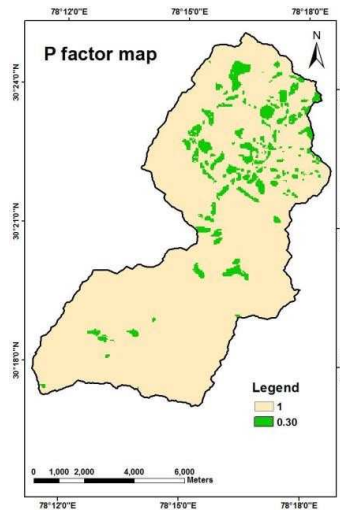 78°12'0"E 78°15'0"E 78°18'0"E
P factor map
N
30°24'0"N
30°21'0"N
30°18'0"N
Legend
1
0.30
0 1,000 2,000 4,000 6,000
Meters
78°12'0"E 78°15'0"E 78°18'0"E